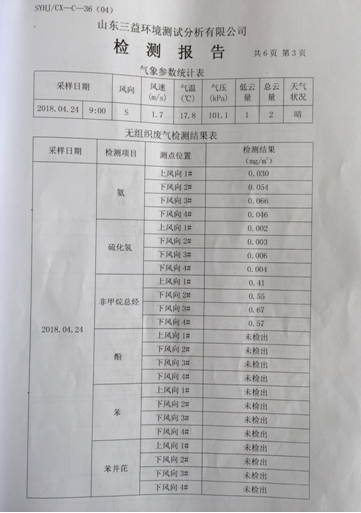 SYHJ/CX—C—36（04）
山东三益环境测试分析有限公司
检 测 报 告
共 6 页 第 3 页
气象参数统计表
采样日期 风向 风速（m/s） 气温（℃） 气压（kPa） 低云量 总云量 天气状况
2018.04.24 9:00 S 1.7 17.8 101.1 1 2 晴
无组织废气检测结果表
采样日期 检测项目 测点位置 检测结果（mg/m³）
2018.04.24
氨
上风向 1# 0.030
下风向 2# 0.054
下风向 3# 0.066
下风向 4# 0.046
硫化氢
上风向 1# 0.002
下风向 2# 0.003
下风向 3# 0.006
下风向 4# 0.004
非甲烷总烃
上风向 1# 0.41
下风向 2# 0.55
下风向 3# 0.67
下风向 4# 0.57
酚
上风向 1# 未检出
下风向 2# 未检出
下风向 3# 未检出
下风向 4# 未检出
苯
上风向 1# 未检出
下风向 2# 未检出
下风向 3# 未检出
下风向 4# 未检出
苯并芘
上风向 1# 未检出
下风向 2# 未检出
下风向 3# 未检出
下风向 4# 未检出